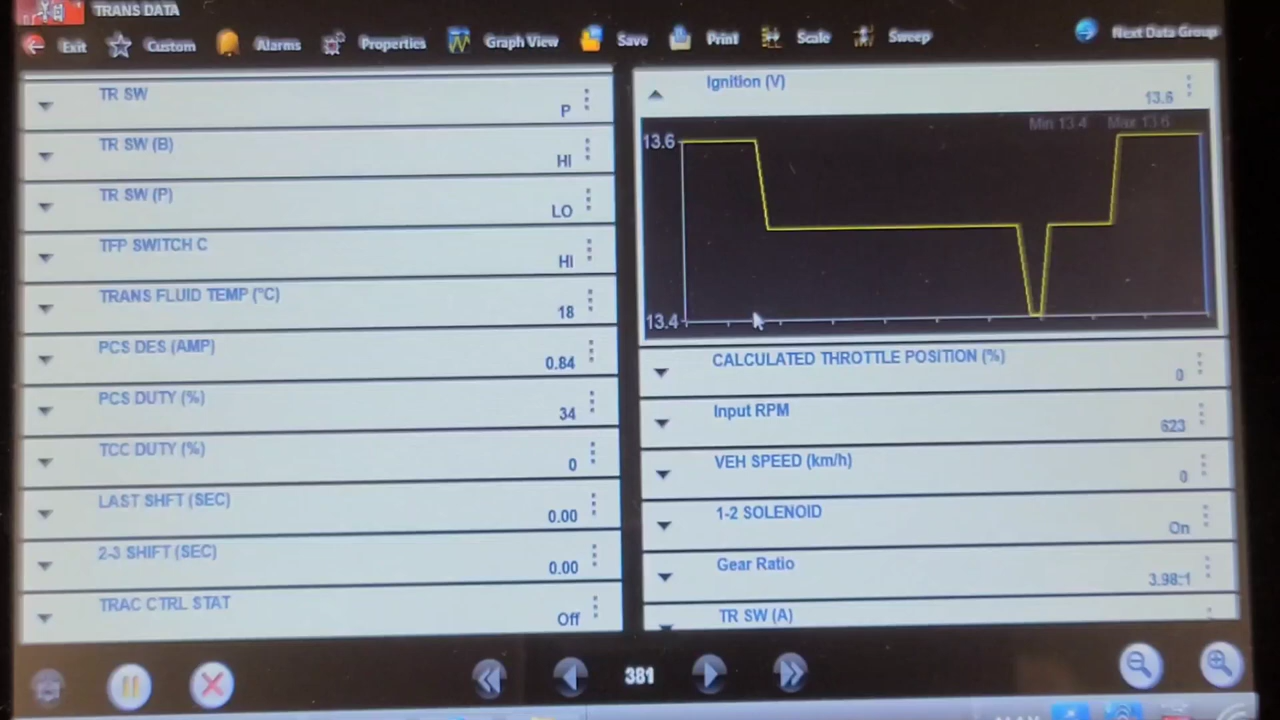 TRANS DATA
Exit
Custom
Alarms
Properties
Graph View
Save
Print
Scale
Sweep
Next Data Group
TR SW
P
TR SW (B)
HI
TR SW (P)
LO
TFP SWITCH C
HI
TRANS FLUID TEMP (°C)
18
PCS DES (AMP)
0.84
PCS DUTY (%)
34
TCC DUTY (%)
0
LAST SHFT (SEC)
0.00
2-3 SHIFT (SEC)
0.00
TRAC CTRL STAT
Off
Ignition (V)
13.6
Min 13.4 Max 13.6
13.6
13.4
CALCULATED THROTTLE POSITION (%)
0
Input RPM
623
VEH SPEED (km/h)
0
1-2 SOLENOID
On
Gear Ratio
3.98:1
TR SW (A)
381